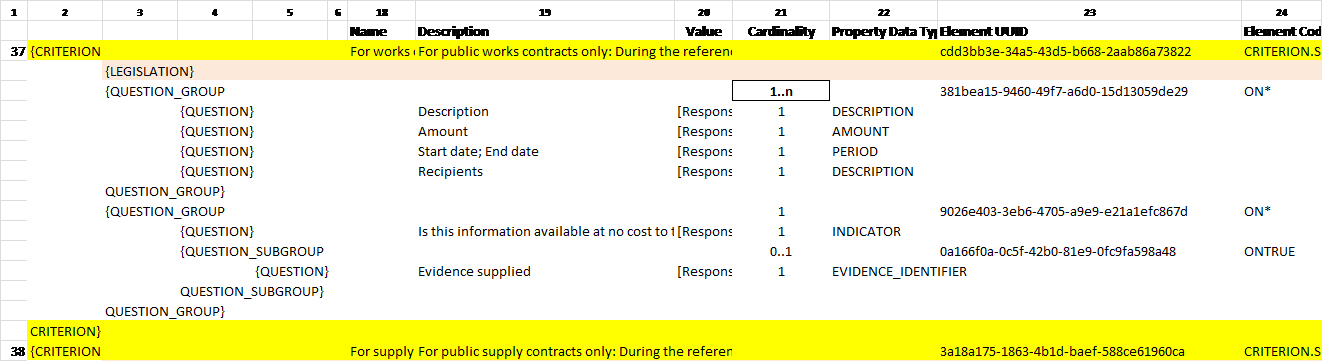 1 2 3 4 5 6 18 19 20 21 22 23 24
Name Description Value Cardinality Property Data Ty Element UUID Element Cod
37 {CRITERION For works For public works contracts only: During the referen cdd3bb3e-34a5-43d5-b668-2aab86a73822 CRITERION.S
{LEGISLATION}
{QUESTION_GROUP 1..n 381bea15-9460-49f7-a6d0-15d13059de29 ON*
{QUESTION} Description [Respons 1 DESCRIPTION
{QUESTION} Amount [Respons 1 AMOUNT
{QUESTION} Start date; End date [Respons 1 PERIOD
{QUESTION} Recipients [Respons 1 DESCRIPTION
QUESTION_GROUP}
{QUESTION_GROUP 1 9026e403-3eb6-4705-a9e9-e21a1efc867d ON*
{QUESTION} Is this information available at no cost to t [Respons 1 INDICATOR
{QUESTION_SUBGROUP 0..1 0a166f0a-0c5f-42b0-81e9-0fc9fa598a48 ONTRUE
{QUESTION} Evidence supplied [Respons 1 EVIDENCE_IDENTIFIER
QUESTION_SUBGROUP}
QUESTION_GROUP}
CRITERION}
38 {CRITERION For supply For public supply contracts only: During the referen 3a18a175-1863-4b1d-baef-588ce61960ca CRITERION.S